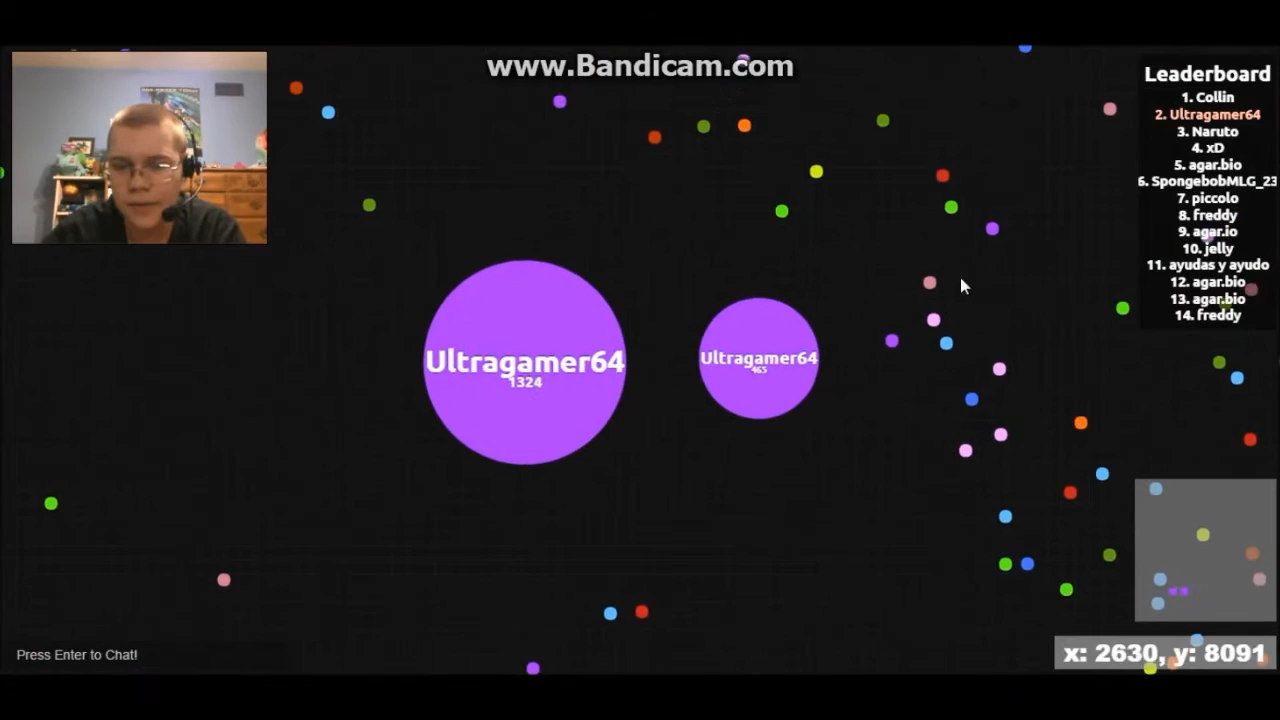 www.Bandicam.com
Leaderboard
1. Collin
2. Ultragamer64
3. Naruto
4. xD
5. agar.bio
6. SpongebobMLG_23
7. piccolo
8. freddy
9. agar.io
10. jelly
11. ayudas y ayudo
12. agar.bio
13. agar.bio
14. freddy
Ultragamer64
1324
Ultragamer64
465
Press Enter to Chat!
x: 2630, y: 8091